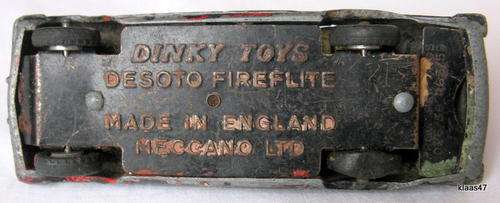 DINKY TOYS
DESOTO FIREFLITE
MADE IN ENGLAND
MECCANO LTD
klaas47